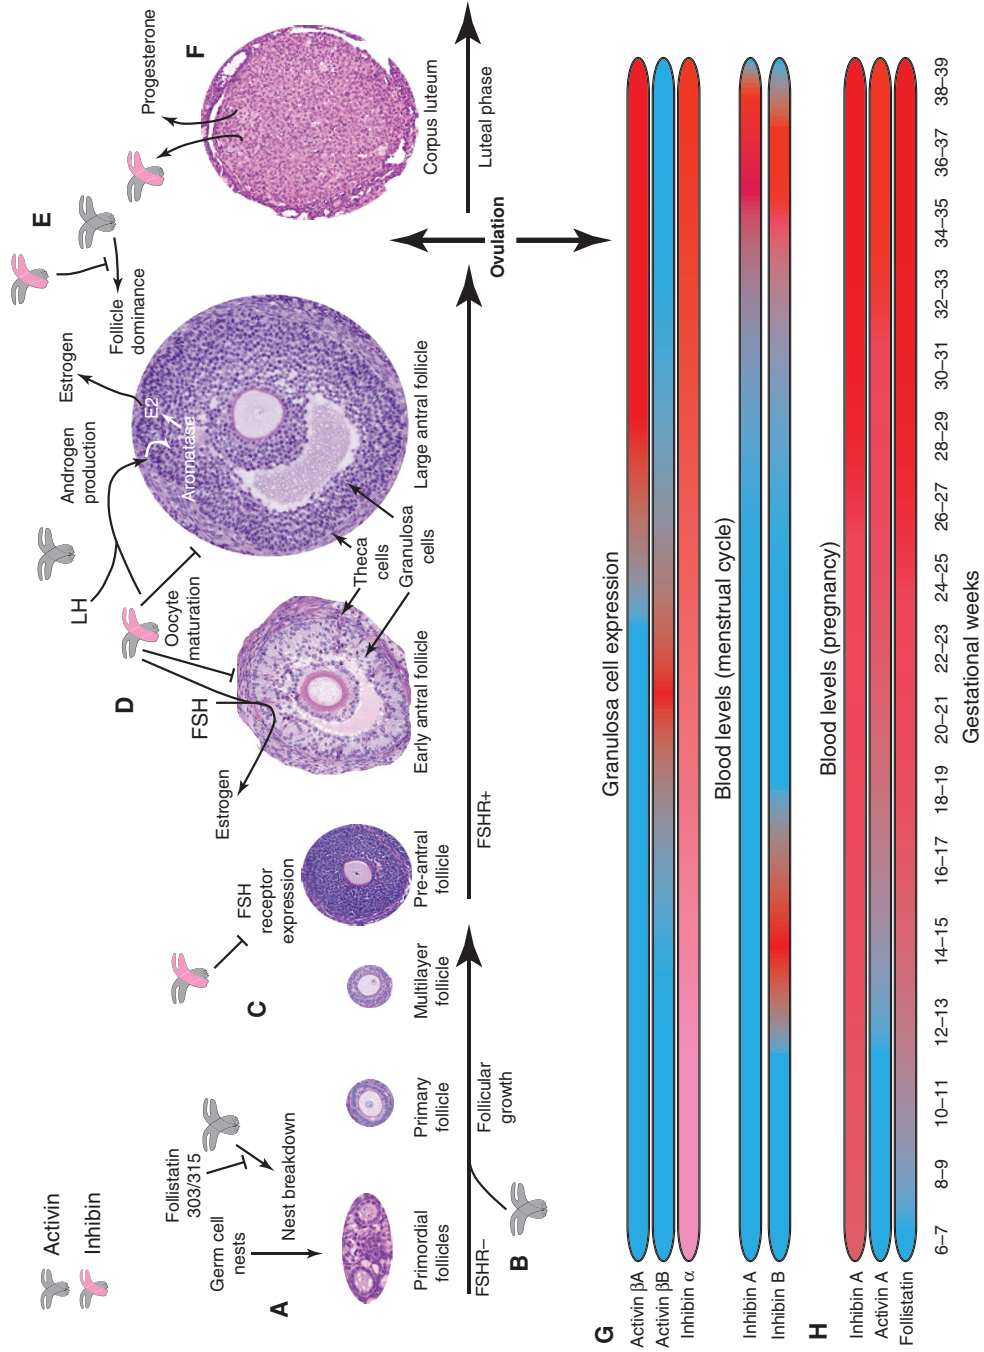 Activin
Inhibin
A
Germ cell
nests
Follistatin
303/315
Nest breakdown
Primordial
follicles
FSHR–
B
Primary
follicle
Follicular
growth
C
FSH
receptor
expression
Multilayer
follicle
Pre-antral
follicle
FSHR+
D
Estrogen
FSH
LH
Oocyte
maturation
Early antral follicle
Theca
cells
Granulosa
cells
Androgen
production
Estrogen
E2
Aromatase
Large antral follicle
E
Follicle
dominance
Ovulation
F
Progesterone
Corpus luteum
Luteal phase
G
Granulosa cell expression
Activin βA
Activin βB
Inhibin α
Blood levels (menstrual cycle)
Inhibin A
Inhibin B
H
Blood levels (pregnancy)
Inhibin A
Activin A
Follistatin
6–7 8–9 10–11 12–13 14–15 16–17 18–19 20–21 22–23 24–25 26–27 28–29 30–31 32–33 34–35 36–37 38–39
Gestational weeks